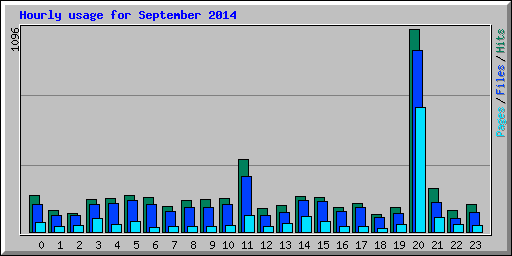 Hourly usage for September 2014
1096
Pages / Files / Hits
0 1 2 3 4 5 6 7 8 9 10 11 12 13 14 15 16 17 18 19 20 21 22 23